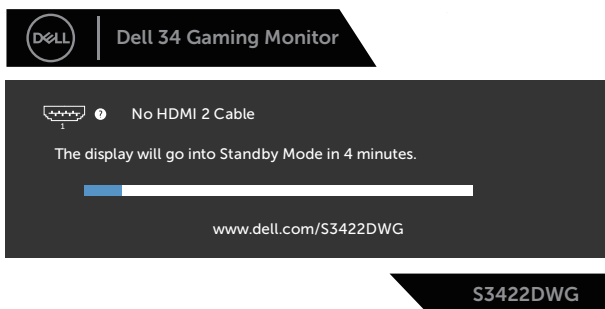 DELL
Dell 34 Gaming Monitor
? No HDMI 2 Cable
1
The display will go into Standby Mode in 4 minutes.
www.dell.com/S3422DWG
S3422DWG